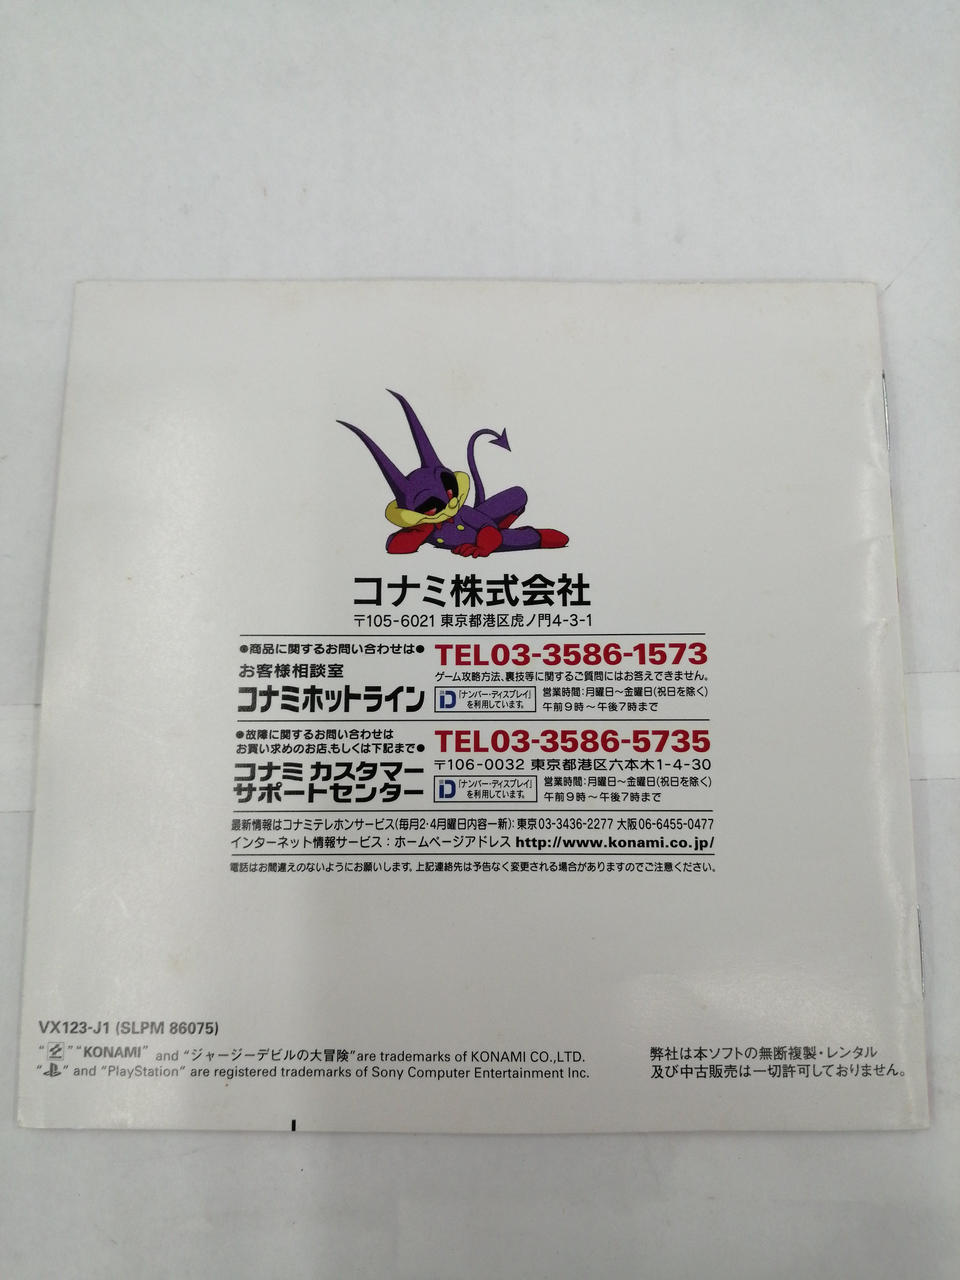 コナミ株式会社
〒105-6021 東京都港区虎ノ門4-3-1
●商品に関するお問い合わせは●
お客様相談室
コナミホットライン
TEL03-3586-1573
ゲーム攻略方法、裏技等に関するご質問にはお答えできません。
D「ナンバー・ディスプレイ」を利用しています。
営業時間:月曜日〜金曜日(祝日を除く)
午前9時〜午後7時まで
●故障に関するお問い合わせは
お買い求めのお店、もしくは下記まで●
コナミ カスタマー
サポートセンター
TEL03-3586-5735
〒106-0032 東京都港区六本木1-4-30
D「ナンバー・ディスプレイ」を利用しています。
営業時間:月曜日〜金曜日(祝日を除く)
午前9時〜午後7時まで
最新情報はコナミテレホンサービス(毎月2・4月曜日内容一新):東京03-3436-2277 大阪06-6455-0477
インターネット情報サービス:ホームページアドレス http://www.konami.co.jp/
電話はお間違えのないようにお願いします。上記連絡先は予告なく変更される場合がありますのでご注意ください。
VX123-J1 (SLPM 86075)
" " "KONAMI" and "ジャージーデビルの大冒険"are trademarks of KONAMI CO.,LTD.
" " and "PlayStation" are registered trademarks of Sony Computer Entertainment Inc.
弊社は本ソフトの無断複製・レンタル
及び中古販売は一切許可しておりません。